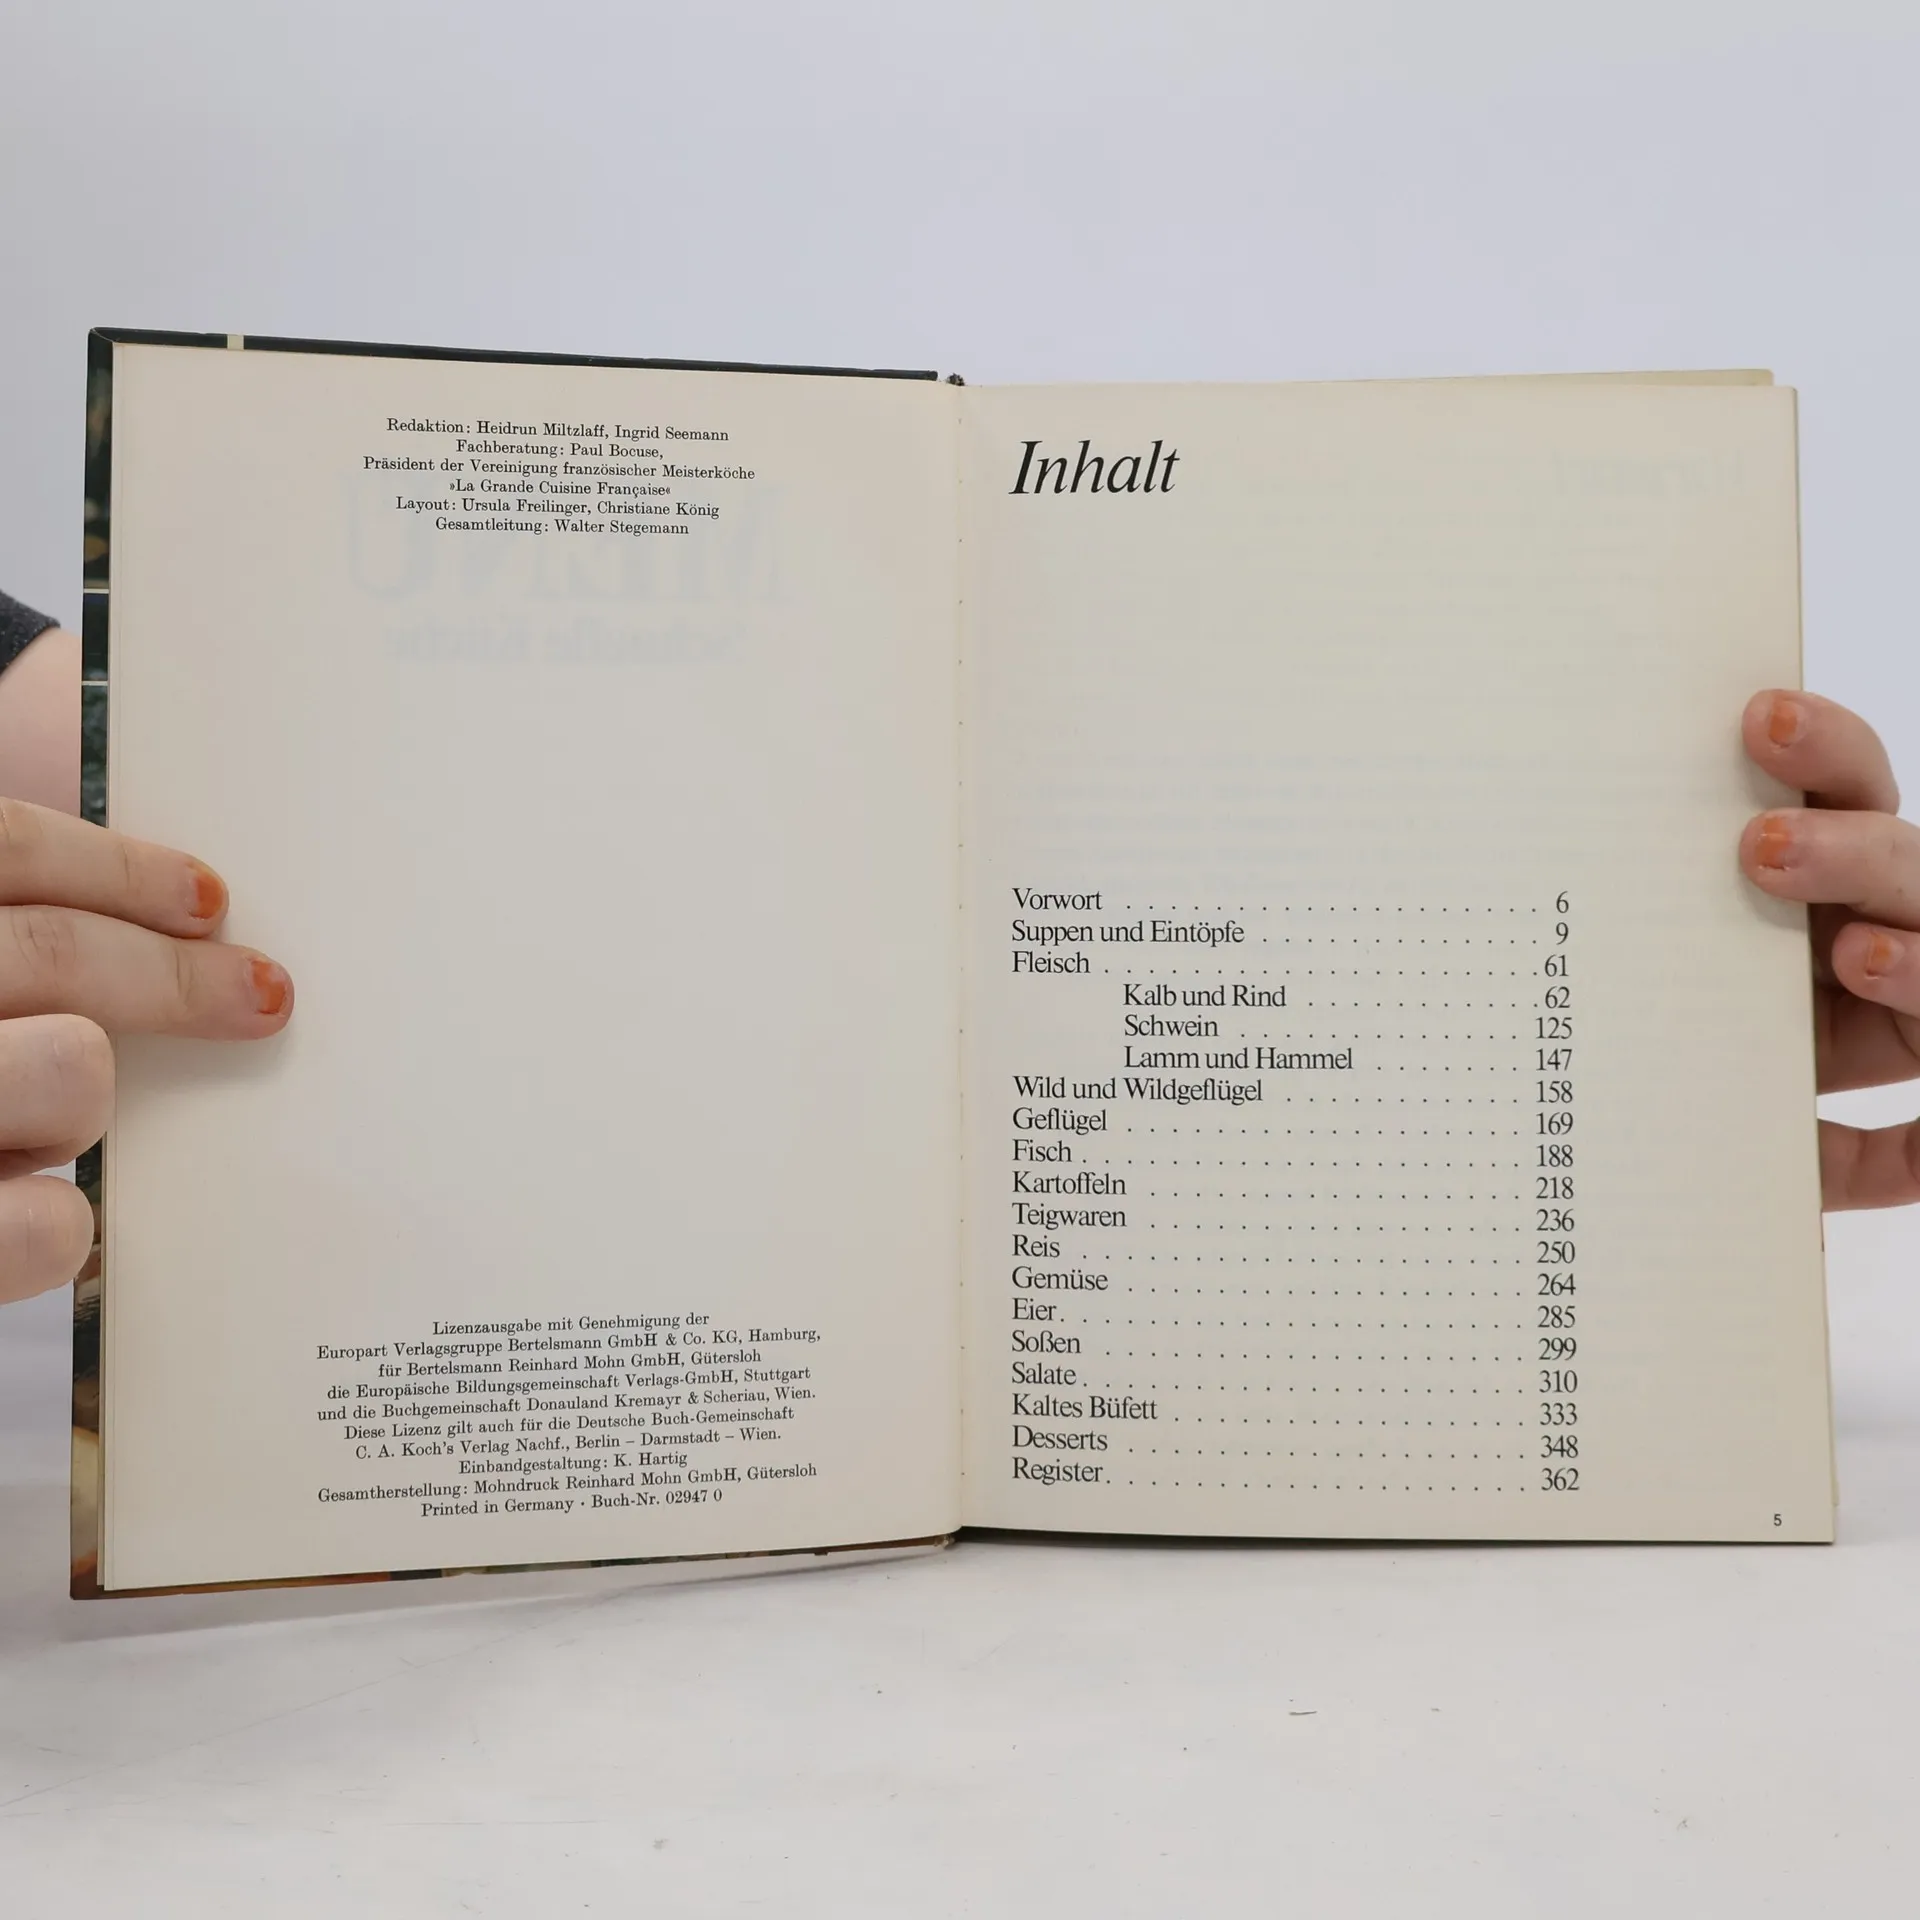 Redaktion: Heidrun Miltzlaff, Ingrid Seemann
Fachberatung: Paul Bocuse,
Präsident der Vereinigung französischer Meisterköche
»La Grande Cuisine Française«
Layout: Ursula Freilinger, Christiane König
Gesamtleitung: Walter Stegemann
Lizenzausgabe mit Genehmigung der
Europart Verlagsgruppe Bertelsmann GmbH & Co. KG, Hamburg,
für Bertelsmann Reinhard Mohn GmbH, Gütersloh
die Europäische Bildungsgemeinschaft Verlags-GmbH, Stuttgart
und die Buchgemeinschaft Donauland Kremayr & Scheriau, Wien.
Diese Lizenz gilt auch für die Deutsche Buch-Gemeinschaft
C. A. Koch's Verlag Nachf., Berlin – Darmstadt – Wien.
Einbandgestaltung: K. Hartig
Gesamtherstellung: Mohndruck Reinhard Mohn GmbH, Gütersloh
Printed in Germany · Buch-Nr. 02947 0
Inhalt
Vorwort . . . . . . . . . . . . . . . . . . . 6
Suppen und Eintöpfe . . . . . . . . . . . . . 9
Fleisch . . . . . . . . . . . . . . . . . . . . 61
Kalb und Rind . . . . . . . . . . . 62
Schwein . . . . . . . . . . . . . 125
Lamm und Hammel . . . . . . . 147
Wild und Wildgeflügel . . . . . . . . . . . 158
Geflügel . . . . . . . . . . . . . . . . . . 169
Fisch . . . . . . . . . . . . . . . . . . . . 188
Kartoffeln . . . . . . . . . . . . . . . . . 218
Teigwaren . . . . . . . . . . . . . . . . . 236
Reis . . . . . . . . . . . . . . . . . . . . 250
Gemüse . . . . . . . . . . . . . . . . . . 264
Eier . . . . . . . . . . . . . . . . . . . . . 285
Soßen . . . . . . . . . . . . . . . . . . . 299
Salate . . . . . . . . . . . . . . . . . . . . 310
Kaltes Büfett . . . . . . . . . . . . . . . . 333
Desserts . . . . . . . . . . . . . . . . . . 348
Register . . . . . . . . . . . . . . . . . . . 362
5